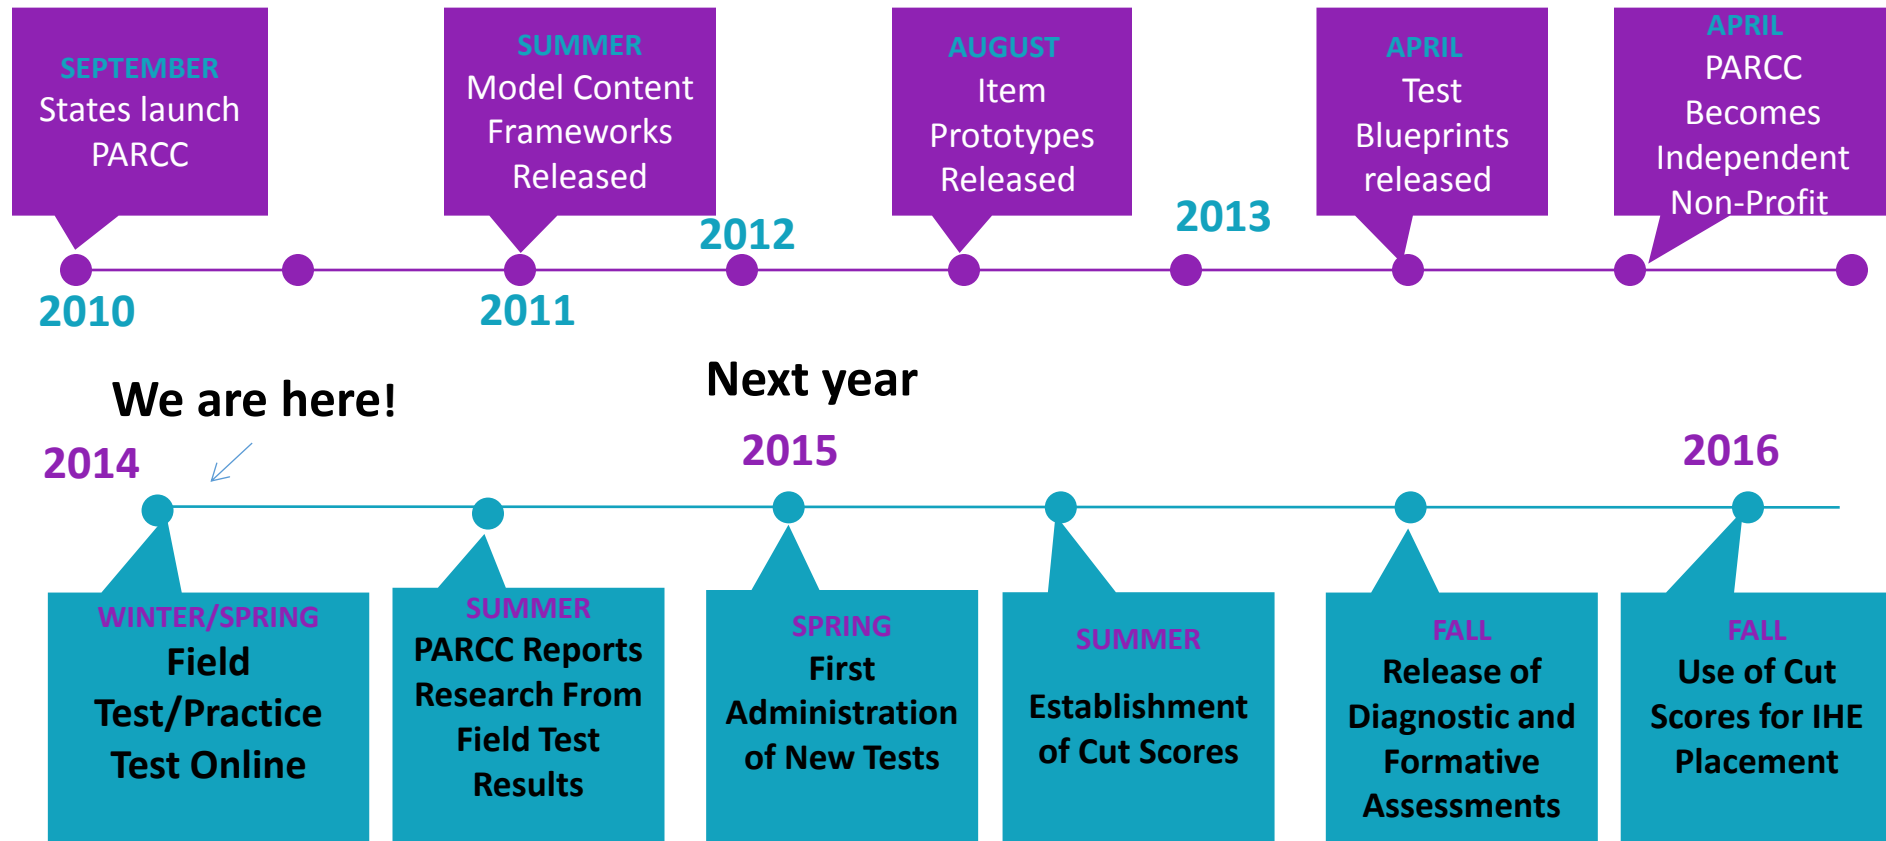 SEPTEMBER
States launch
PARCC
SUMMER
Model Content
Frameworks
Released
AUGUST
Item
Prototypes
Released
APRIL
Test
Blueprints
released
APRIL
PARCC
Becomes
Independent
Non-Profit
2010
2011
2012
2013
We are here!
Next year
2014
2015
2016
WINTER/SPRING
Field
Test/Practice
Test Online
SUMMER
PARCC Reports
Research From
Field Test
Results
SPRING
First
Administration
of New Tests
SUMMER
Establishment
of Cut Scores
FALL
Release of
Diagnostic and
Formative
Assessments
FALL
Use of Cut
Scores for IHE
Placement